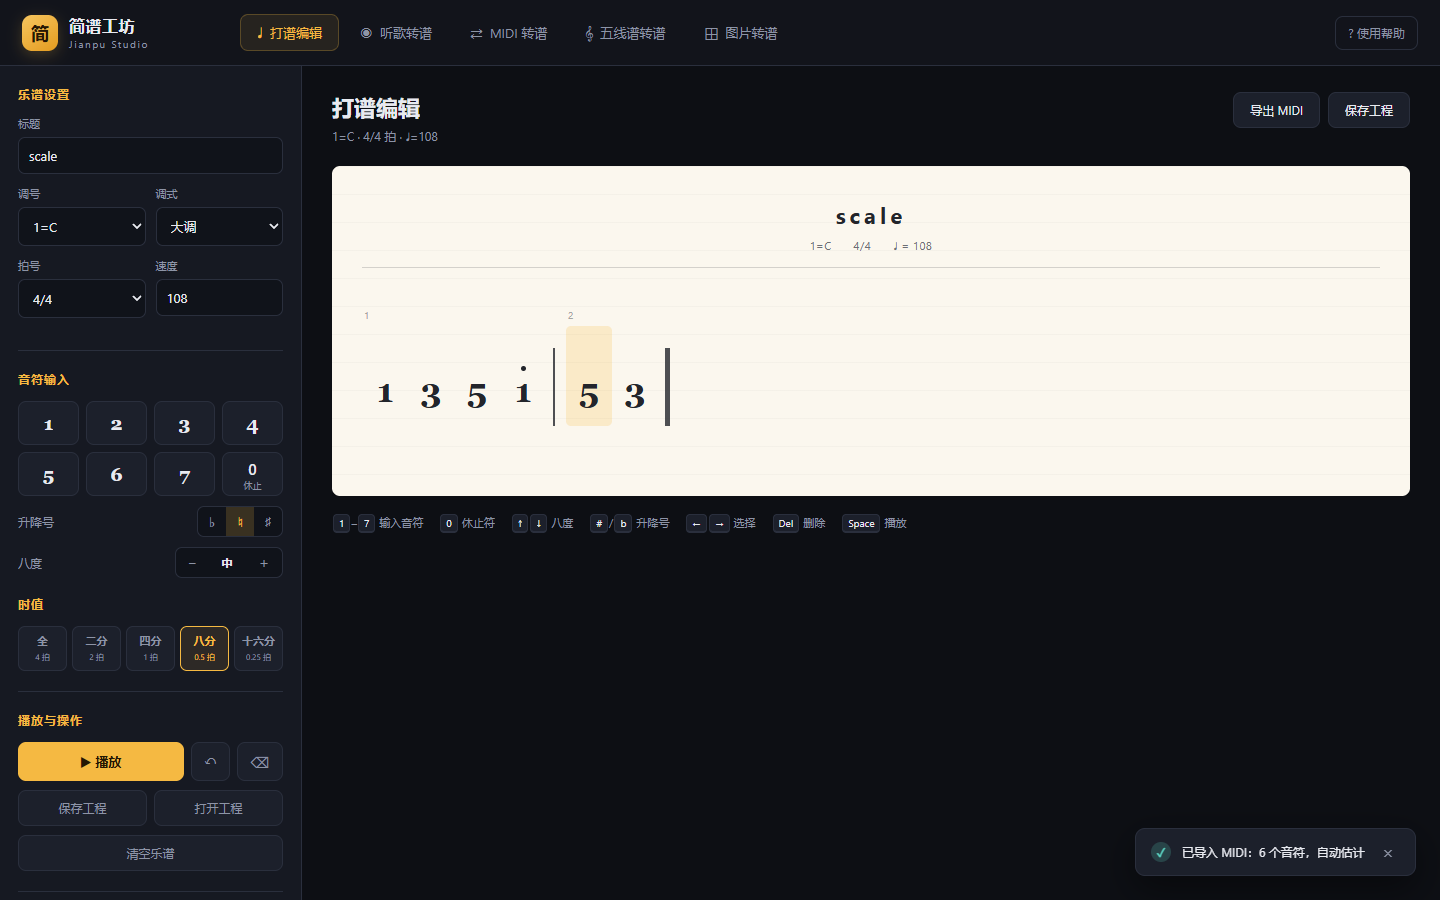 简 简谱工坊
Jianpu Studio
♩ 打谱编辑
◉ 听歌转谱
⇄ MIDI 转谱
𝄞 五线谱转谱
田 图片转谱
? 使用帮助
乐谱设置
标题
scale
调号 调式
1=C 大调
拍号 速度
4/4 108
音符输入
1 2 3 4
5 6 7 0
休止
升降号 ♭ ♮ ♯
八度 − 中 +
时值
全 二分 四分 八分 十六分
4 拍 2 拍 1 拍 0.5 拍 0.25 拍
播放与操作
▶ 播放 ⌫
保存工程 打开工程
清空乐谱
打谱编辑
1=C · 4/4 拍 · ♩=108
导出 MIDI 保存工程
scale
1=C 4/4 ♩ = 108
1 2
1 3 5 1 5 3
1 – 7 输入音符 0 休止符 ↑ ↓ 八度 # / b 升降号 ← → 选择 Del 删除 Space 播放
✓ 已导入 MIDI：6 个音符，自动估计 ×